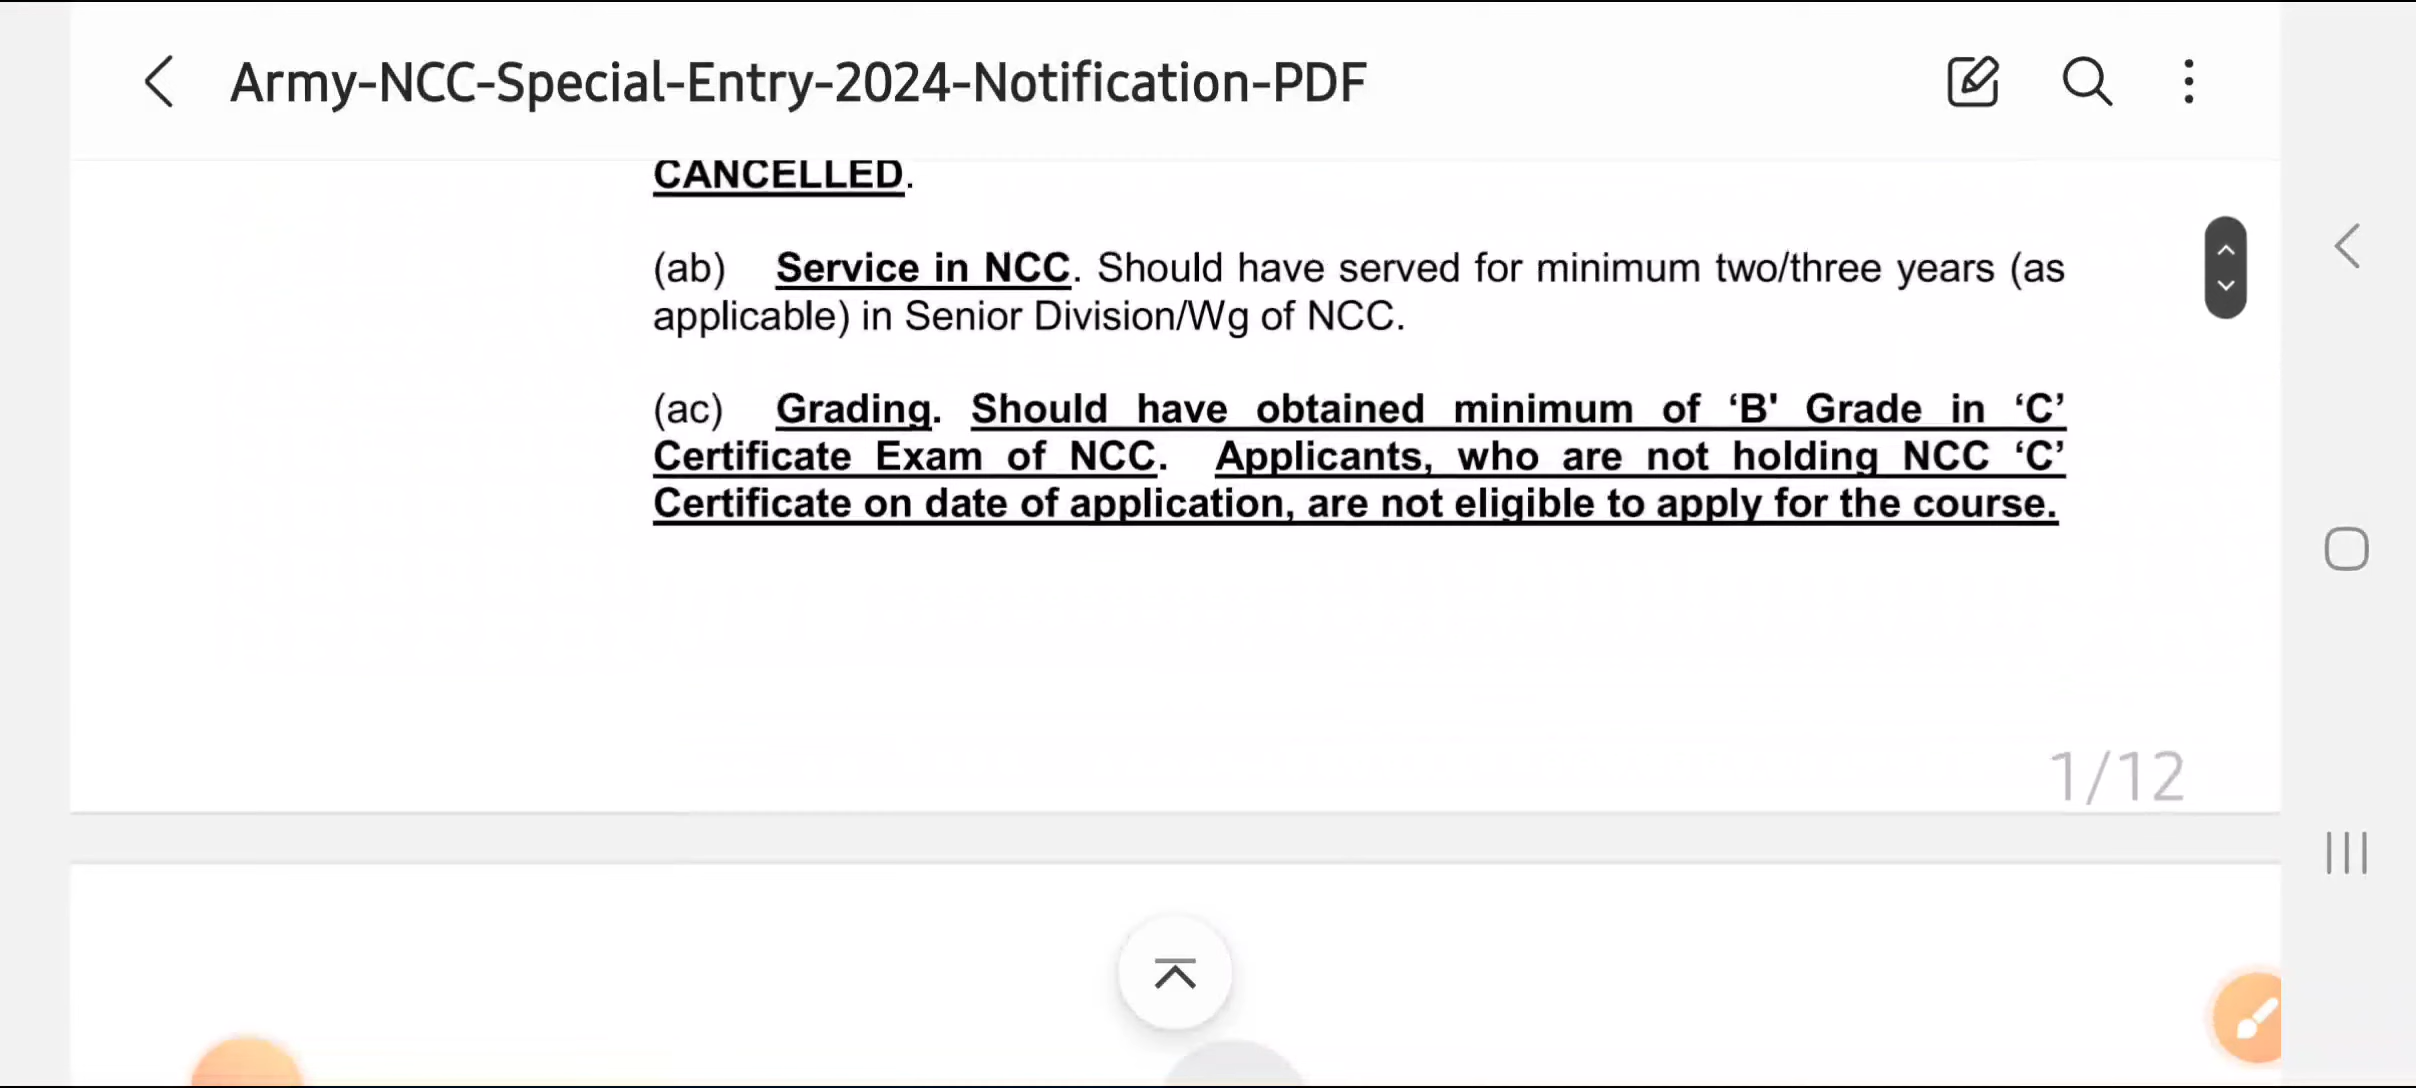 Army-NCC-Special-Entry-2024-Notification-PDF
CANCELLED.
(ab) Service in NCC. Should have served for minimum two/three years (as
applicable) in Senior Division/Wg of NCC.
(ac) Grading. Should have obtained minimum of ‘B' Grade in ‘C’
Certificate Exam of NCC. Applicants, who are not holding NCC ‘C’
Certificate on date of application, are not eligible to apply for the course.
1/12